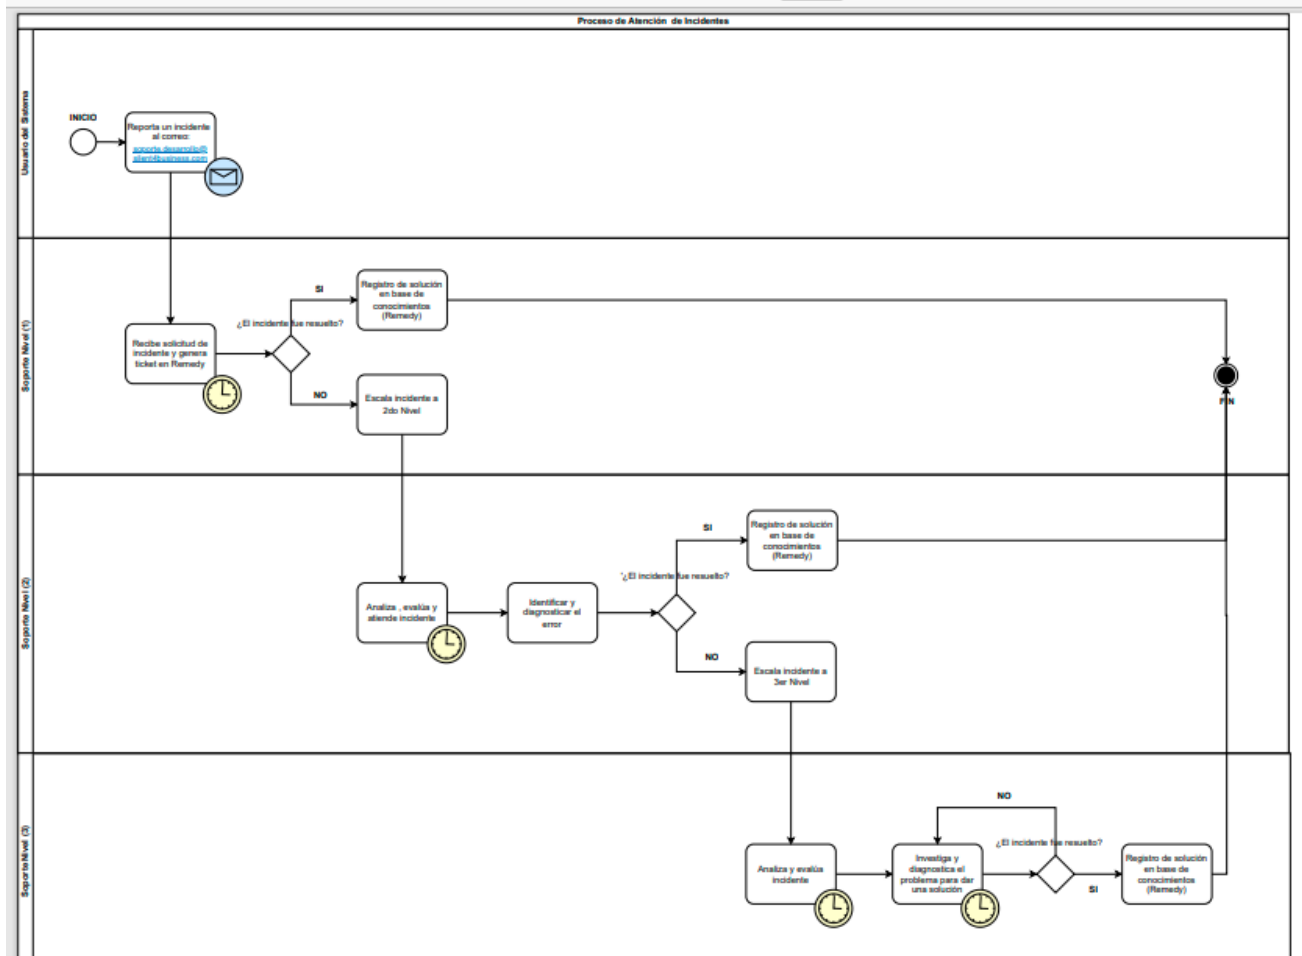 Proceso de Atención de Incidentes
Usuario del Sistema
INICIO
Reporta un incidente
al correo:
soporte.desarrollo@
silent4business.com
Soporte Nivel (1)
Recibe solicitud de
incidente y genera
ticket en Remedy
¿El incidente fue resuelto?
SI
Registro de solución
en base de
conocimientos
(Remedy)
NO
Escala incidente a
2do Nivel
FIN
Soporte Nivel (2)
Analiza , evalúa y
atiende incidente
Identificar y
diagnosticar el
error
'¿El incidente fue resuelto?
SI
Registro de solución
en base de
conocimientos
(Remedy)
NO
Escala incidente a
3er Nivel
Soporte Nivel (3)
Analiza y evalúa
incidente
Investiga y
diagnostica el
problema para dar
una solución
NO
¿El incidente fue resuelto?
SI
Registro de solución
en base de
conocimientos
(Remedy)